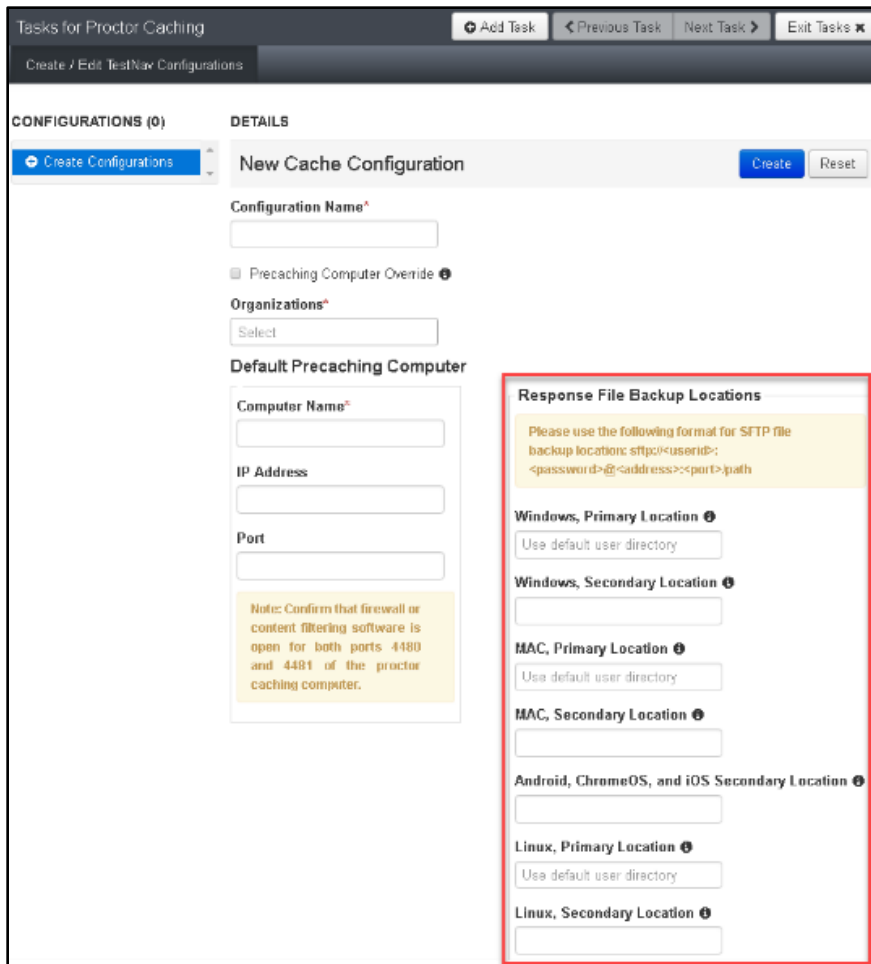 Tasks for Proctor Caching
Add Task
Previous Task
Next Task
Exit Tasks
Create / Edit TestNav Configurations
CONFIGURATIONS (0)
DETAILS
Create Configurations
New Cache Configuration
Create
Reset
Configuration Name*
Precaching Computer Override
Organizations*
Select
Default Precaching Computer
Computer Name*
IP Address
Port
Note: Confirm that firewall or
content filtering software is
open for both ports 4480
and 4481 of the proctor
caching computer.
Response File Backup Locations
Please use the following format for SFTP file
backup location: sftp://<userid>:
<password>@<address>:<port>/path
Windows, Primary Location
Use default user directory
Windows, Secondary Location
MAC, Primary Location
Use default user directory
MAC, Secondary Location
Android, ChromeOS, and iOS Secondary Location
Linux, Primary Location
Use default user directory
Linux, Secondary Location